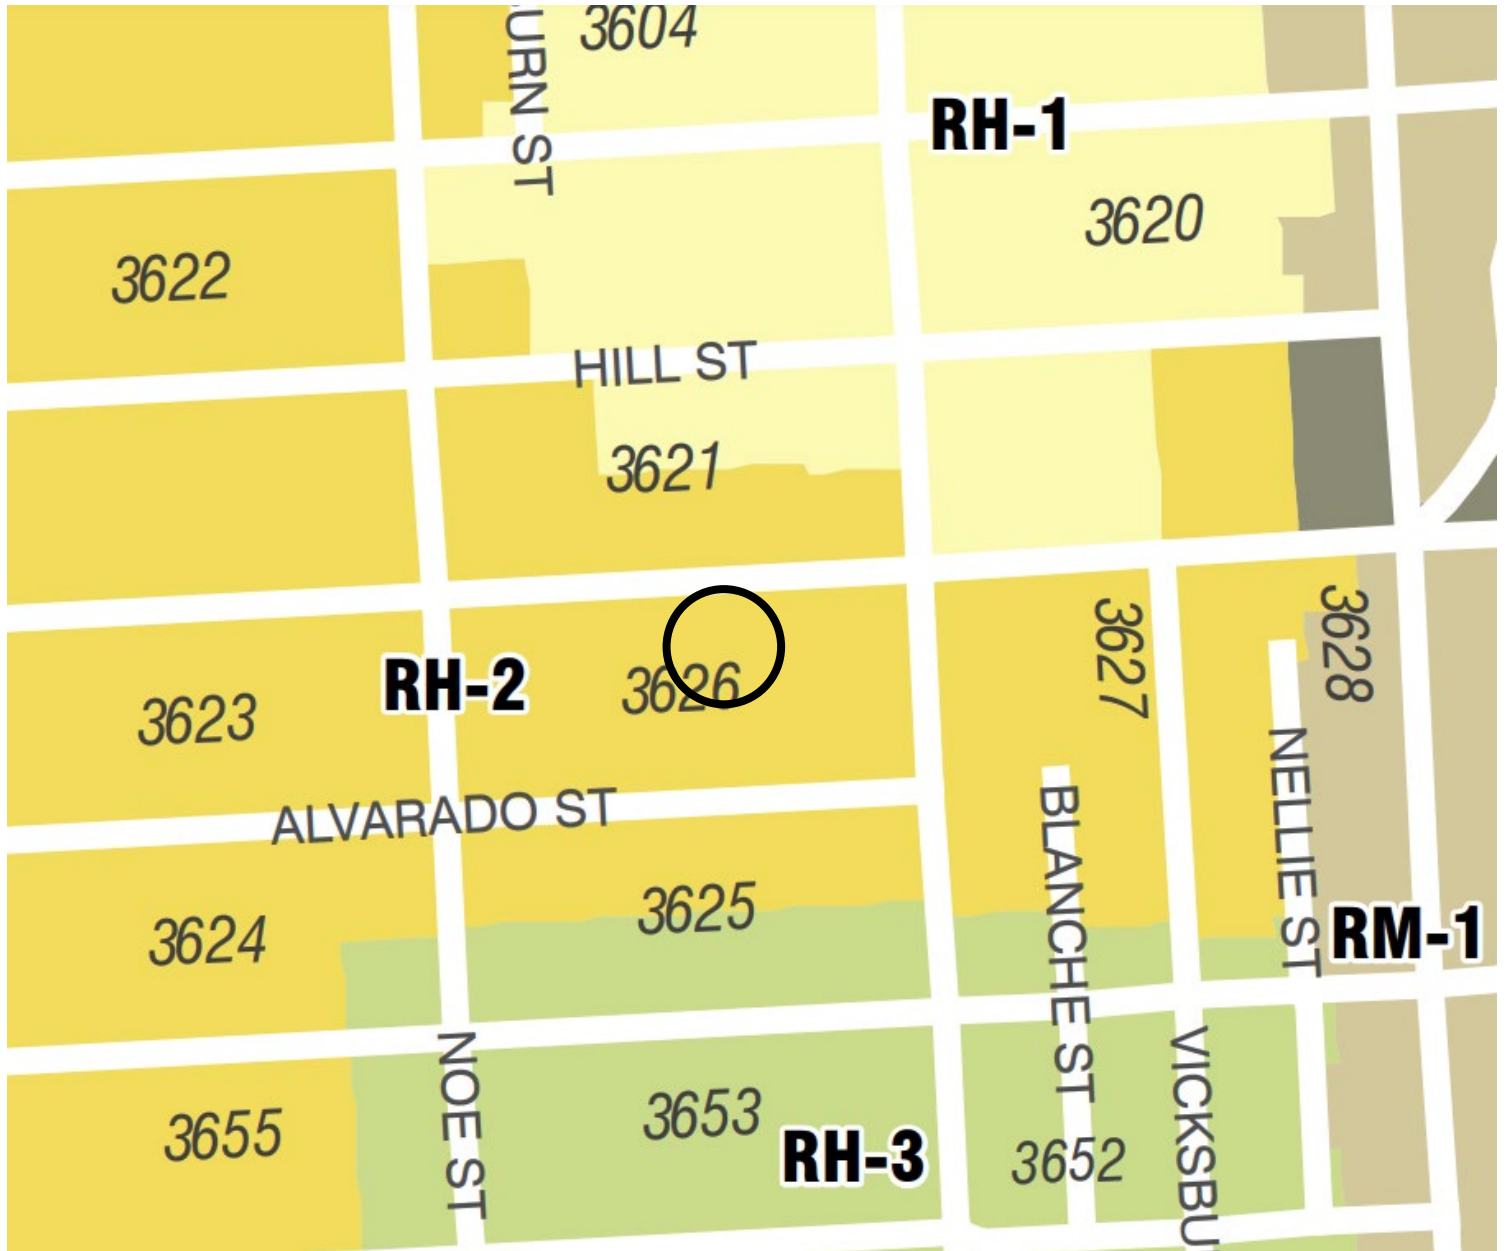 3604
URN ST
RH-1
3620
3622
HILL ST
3621
3627
3628
RH-2
3626
3623
NELLIE ST
ALVARADO ST
BLANCHE ST
3625
3624
RM-1
NOE ST
VICKSBU
3653
3655
RH-3
3652